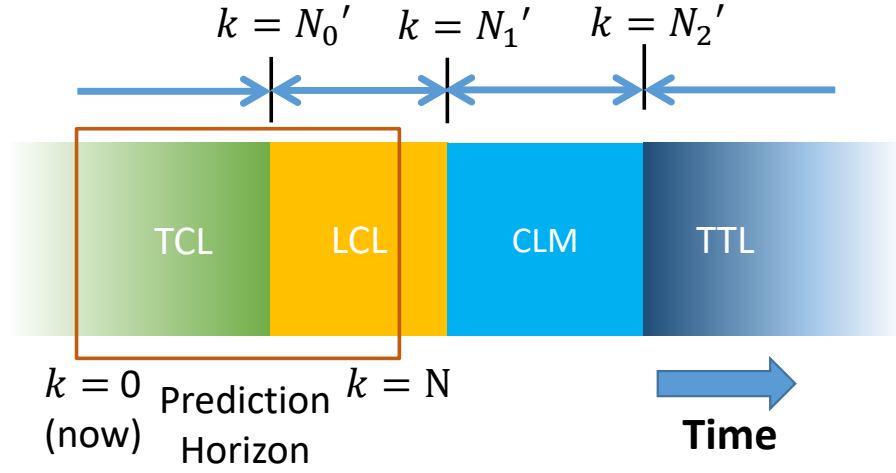 k = N₀′ k = N₁′ k = N₂′
TCL LCL CLM TTL
k = 0 k = N
(now) Prediction
Horizon
Time